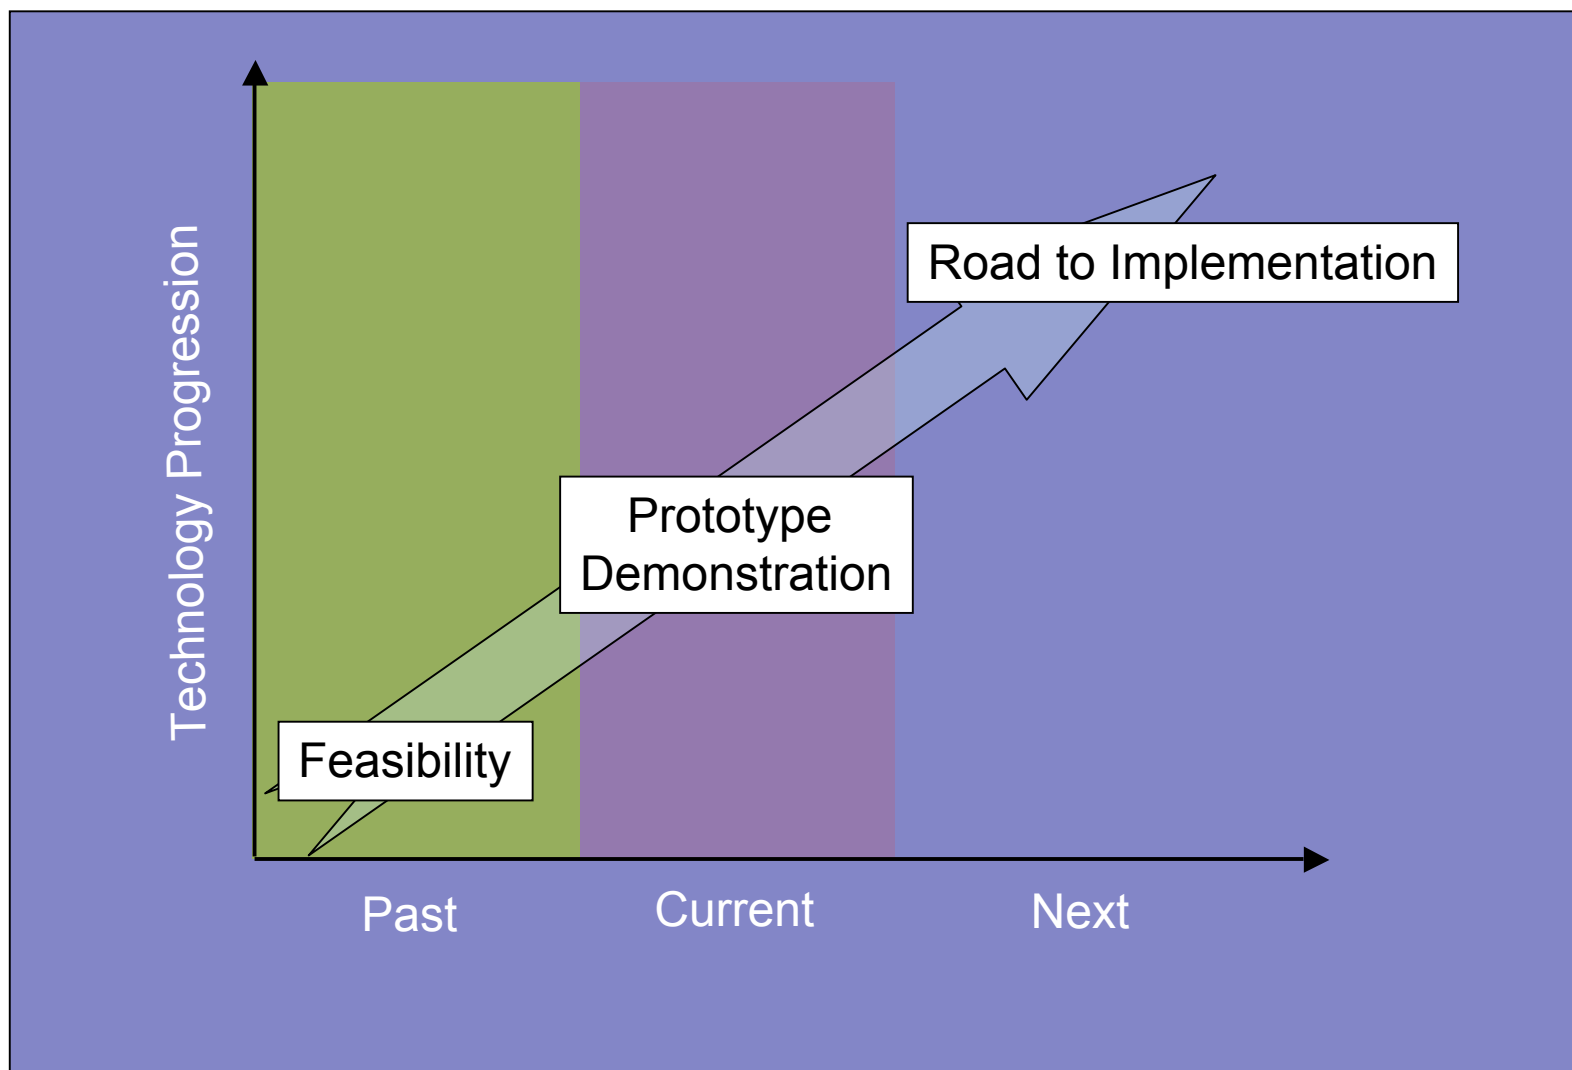 Technology Progression
Road to Implementation
Prototype
Demonstration
Feasibility
Past
Current
Next